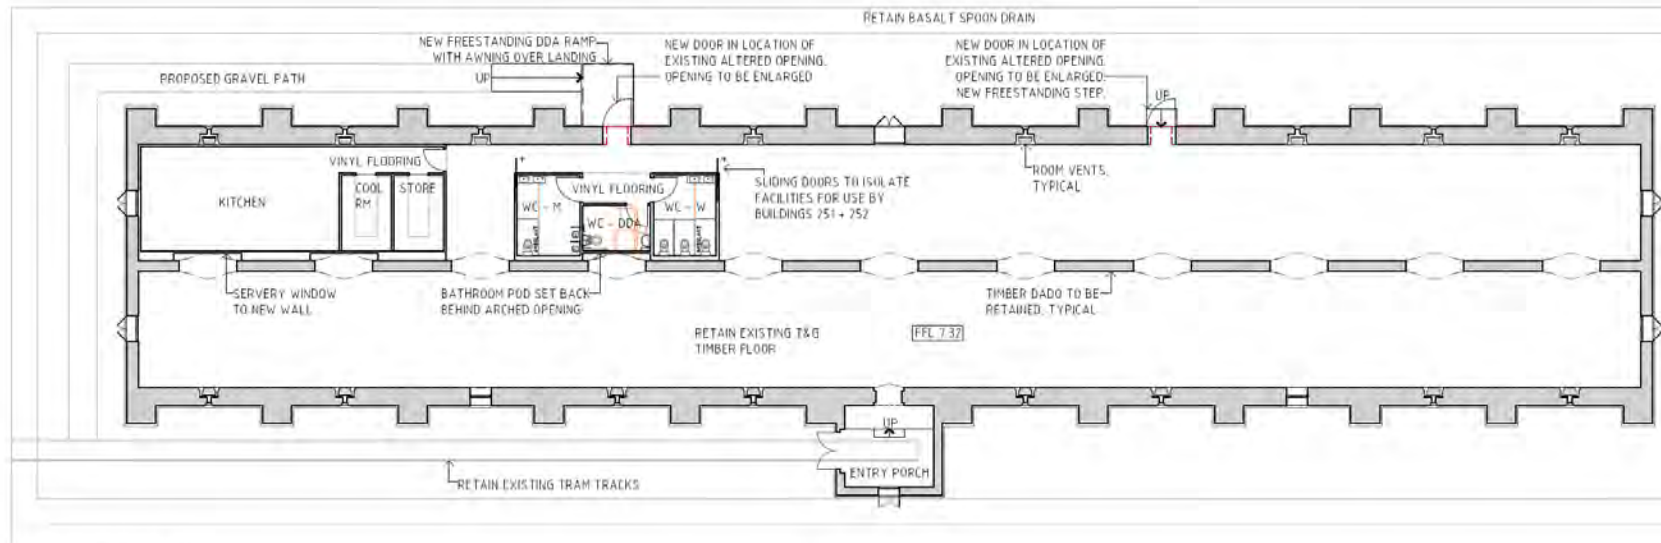 RETAIN BASALT SPOON DRAIN
NEW FREESTANDING DDA RAMP
WITH AWNING OVER LANDING
NEW DOOR IN LOCATION OF
EXISTING ALTERED OPENING.
OPENING TO BE ENLARGED
NEW DOOR IN LOCATION OF
EXISTING ALTERED OPENING.
OPENING TO BE ENLARGED.
NEW FREESTANDING STEP.
PROPOSED GRAVEL PATH
UP
UP
VINYL FLOORING
KITCHEN
COOL
RM
STORE
VINYL FLOORING
WC - M
WC - DDA
WC - W
SLIDING DOORS TO ISOLATE
FACILITIES FOR USE BY
BUILDINGS 251 + 252
ROOM VENTS,
TYPICAL
SERVERY WINDOW
TO NEW WALL
BATHROOM POD SET BACK
BEHIND ARCHED OPENING
TIMBER DADO TO BE
RETAINED, TYPICAL
RETAIN EXISTING T&G
TIMBER FLOOR
FFL 7.32
UP
ENTRY PORCH
RETAIN EXISTING TRAM TRACKS